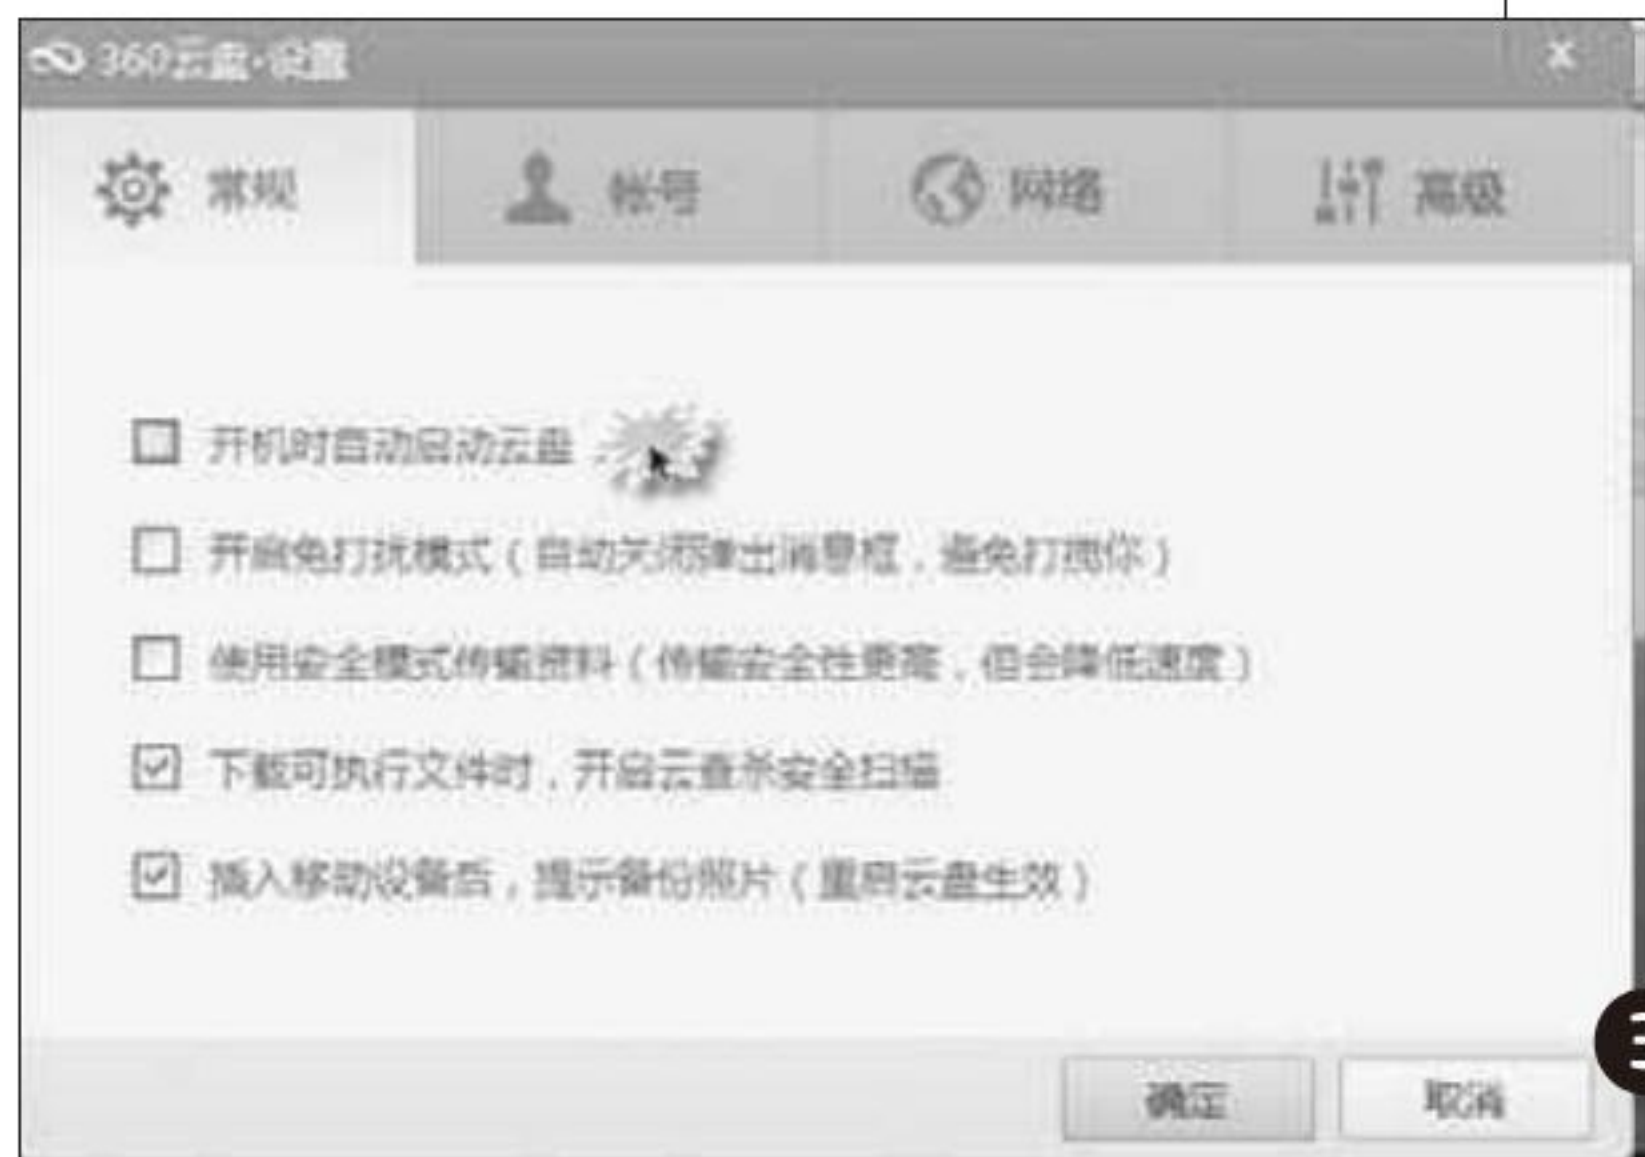 360云盘·设置
常规 帐号 网络 高级
开机时自动启动云盘
开启免打扰模式（自动关闭弹出消息框，避免打搅你）
使用安全模式传输资料（传输安全性更高，但会降低速度）
下载可执行文件时，开启云查杀安全扫描
插入移动设备后，提示备份照片（重启云盘生效）
确定 取消
3